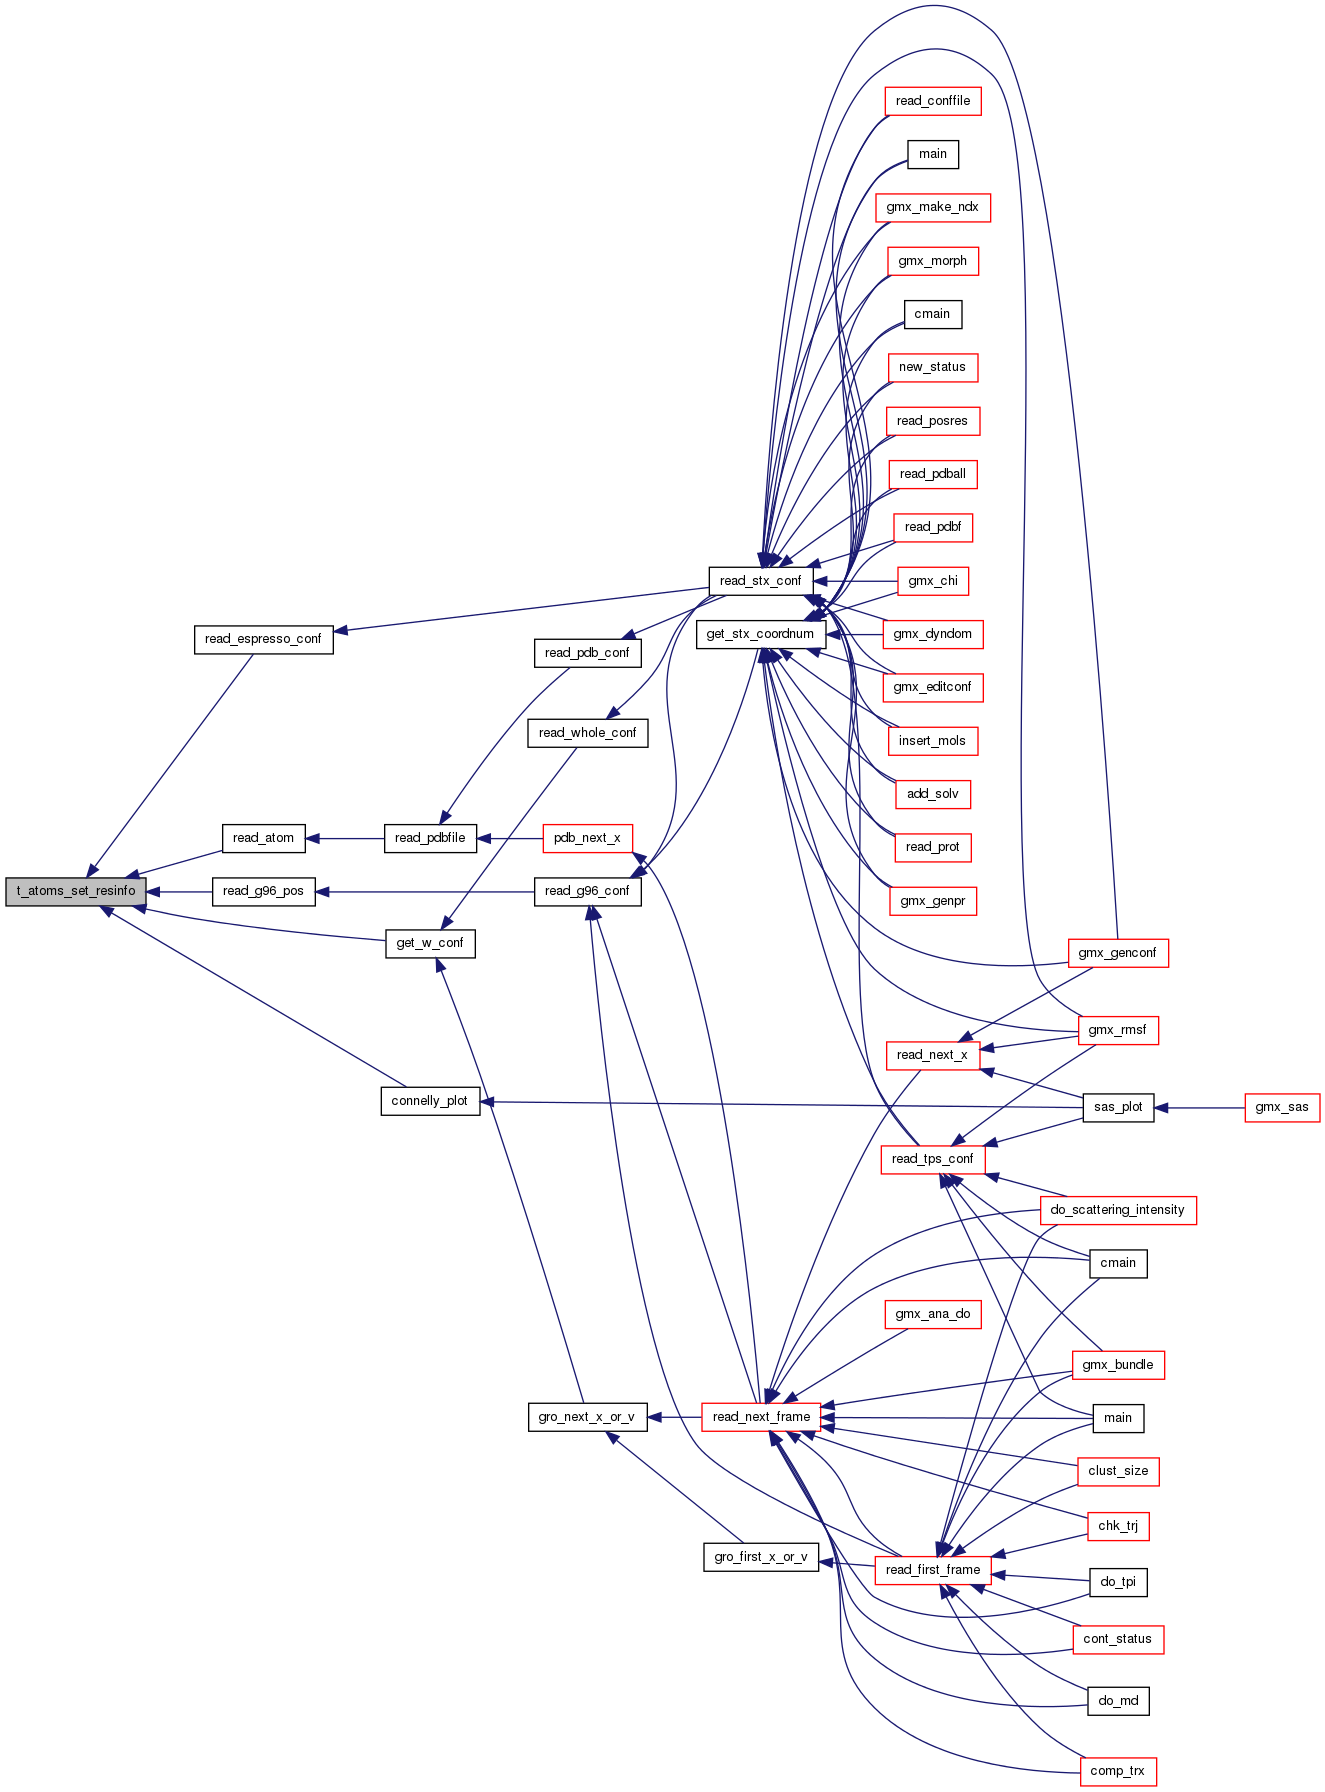 read_conffile
main
gmx_make_ndx
gmx_morph
cmain
new_status
read_posres
read_pdball
read_pdbf
read_stx_conf
gmx_chi
read_espresso_conf
get_stx_coordnum
gmx_dyndom
read_pdb_conf
gmx_editconf
read_whole_conf
insert_mols
add_solv
read_atom
read_pdbfile
pdb_next_x
read_prot
t_atoms_set_resinfo
read_g96_pos
read_g96_conf
gmx_genpr
get_w_conf
gmx_genconf
gmx_rmsf
read_next_x
connelly_plot
sas_plot
gmx_sas
read_tps_conf
do_scattering_intensity
cmain
gmx_ana_do
gmx_bundle
gro_next_x_or_v
read_next_frame
main
clust_size
chk_trj
gro_first_x_or_v
read_first_frame
do_tpi
cont_status
do_md
comp_trx